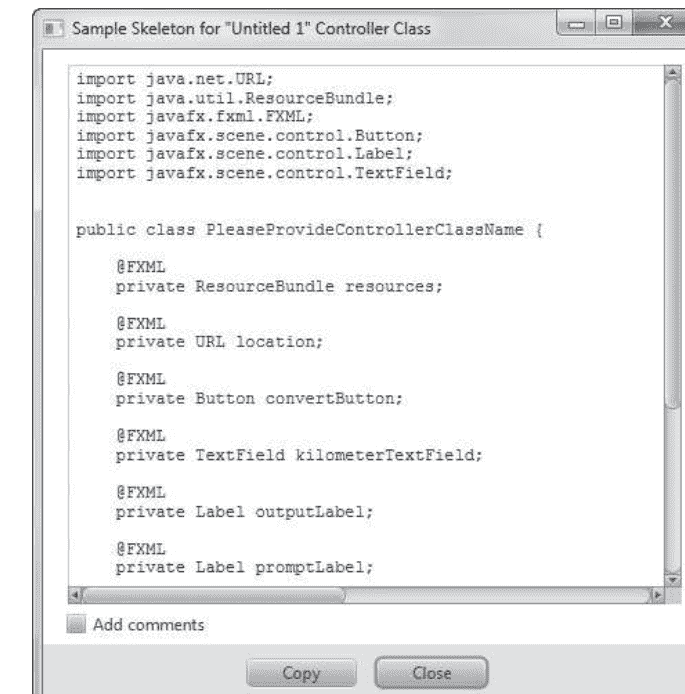 Sample Skeleton for "Untitled 1" Controller Class
import java.net.URL;
import java.util.ResourceBundle;
import javafx.fxml.FXML;
import javafx.scene.control.Button;
import javafx.scene.control.Label;
import javafx.scene.control.TextField;
public class PleaseProvideControllerClassName {
@FXML
private ResourceBundle resources;
@FXML
private URL location;
@FXML
private Button convertButton;
@FXML
private TextField kilometerTextField;
@FXML
private Label outputLabel;
@FXML
private Label promptLabel;
Add comments
Copy
Close